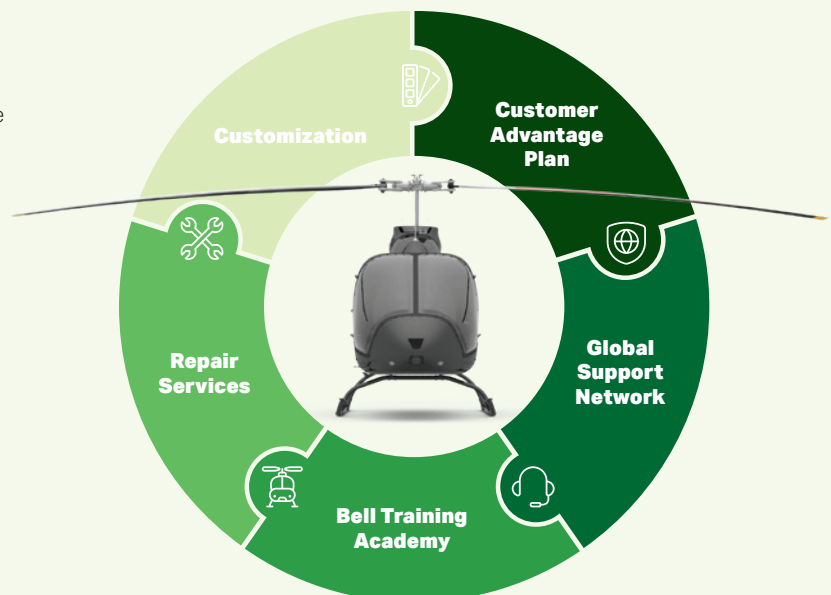 e
Customization
Customer
Advantage
Plan
Global
Support
Network
Bell Training
Academy
Repair
Services